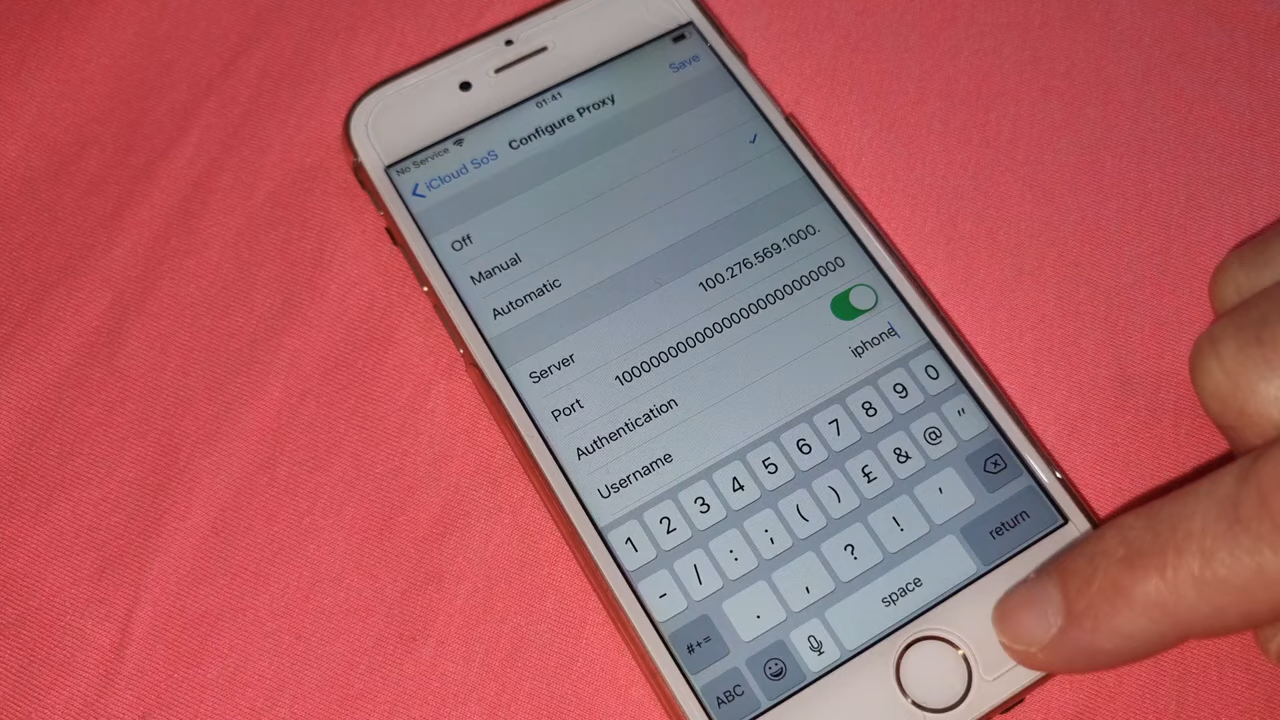 No Service 01:41
iCloud SoS Configure Proxy Save
Off
Manual
Automatic
Server 100.276.569.1000.
Port 1000000000000000000000000
Authentication
Username iphone
1 2 3 4 5 6 7 8 9 0
- / : ; ( ) £ & @ "
#+= . , ? ! '
ABC space return